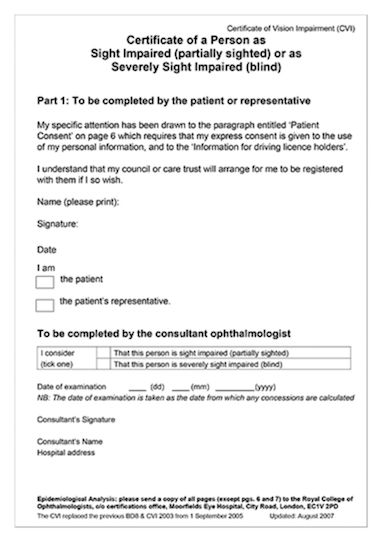 Certificate of Vision Impairment (CVI)
Certificate of a Person as
Sight Impaired (partially sighted) or as
Severely Sight Impaired (blind)
Part 1: To be completed by the patient or representative
My specific attention has been drawn to the paragraph entitled 'Patient
Consent' on page 6 which requires that my express consent is given to the use
of my personal information, and to the 'Information for driving licence holders'.
I understand that my council or care trust will arrange for me to be registered
with them if I so wish.
Name (please print):
Signature:
Date
I am
the patient
the patient's representative.
To be completed by the consultant ophthalmologist
I consider That this person is sight impaired (partially sighted)
(tick one) That this person is severely sight impaired (blind)
Date of examination ____ (dd) ____ (mm) ________ (yyyy)
NB: The date of examination is taken as the date from which any concessions are calculated
Consultant's Signature
Consultant's Name
Hospital address
Epidemiological Analysis: please send a copy of all pages (except pgs. 6 and 7) to the Royal College of
Ophthalmologists, c/o certifications office, Moorfields Eye Hospital, City Road, London, EC1V 2PD
The CVI replaced the previous BD8 & CVI 2003 from 1 September 2005 Updated: August 2007